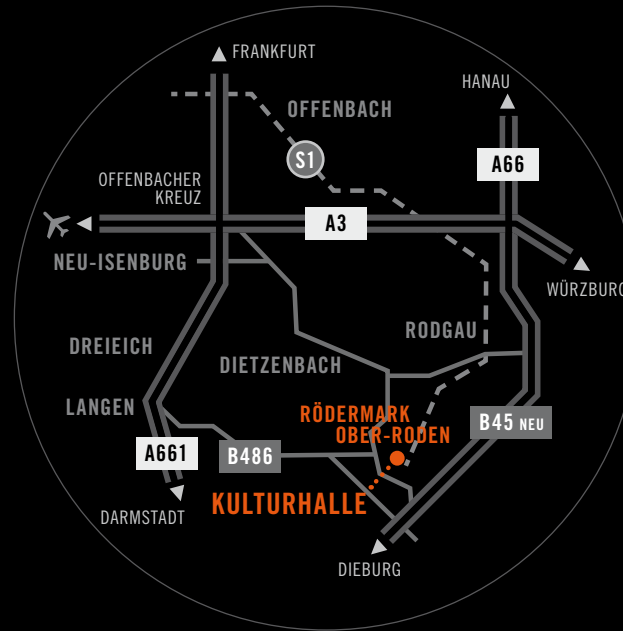 FRANKFURT
HANAU
OFFENBACH
S1
A66
OFFENBACHER
KREUZ
A3
NEU-ISENBURG
WÜRZBURG
RODGAU
DREIEICH
DIETZENBACH
LANGEN
RÖDERMARK
OBER-RODEN
B45 NEU
A661
B486
KULTURHALLE
DARMSTADT
DIEBURG